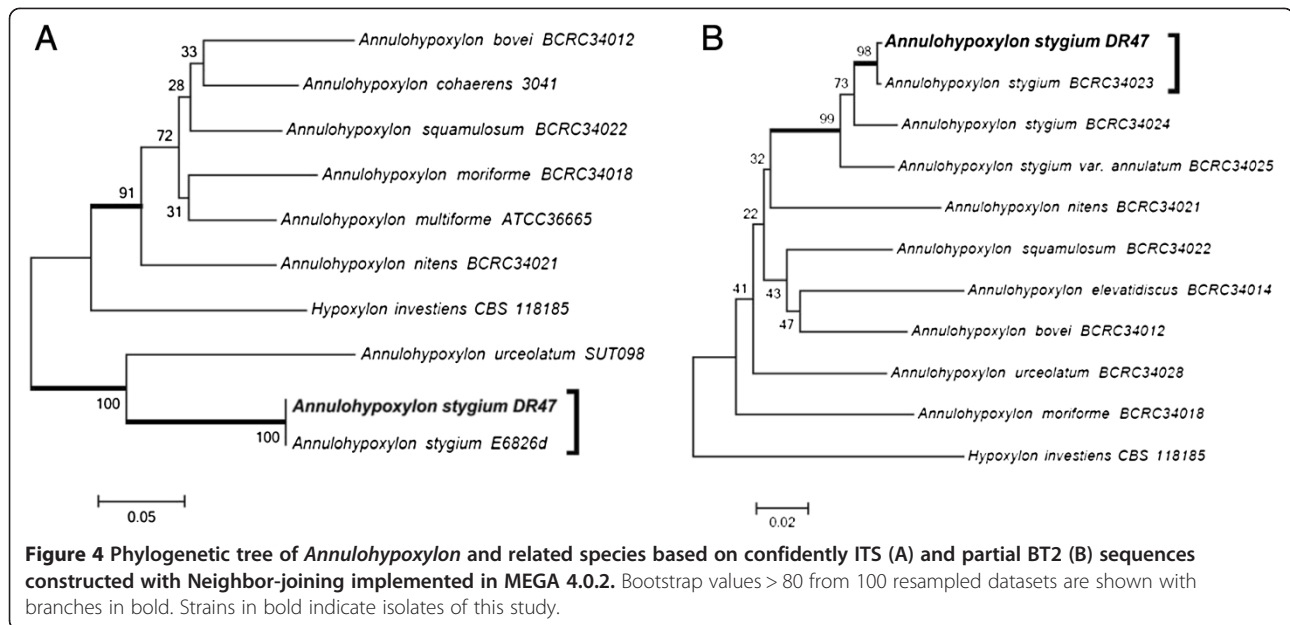 A
33
Annulohypoxylon bovei BCRC34012
28
Annulohypoxylon cohaerens 3041
72
Annulohypoxylon squamulosum BCRC34022
91
Annulohypoxylon moriforme BCRC34018
31
Annulohypoxylon multiforme ATCC36665
Annulohypoxylon nitens BCRC34021
Hypoxylon investiens CBS 118185
Annulohypoxylon urceolatum SUT098
100
Annulohypoxylon stygium DR47
100
Annulohypoxylon stygium E6826d
0.05
B
98
Annulohypoxylon stygium DR47
73
Annulohypoxylon stygium BCRC34023
99
Annulohypoxylon stygium BCRC34024
Annulohypoxylon stygium var. annulatum BCRC34025
32
Annulohypoxylon nitens BCRC34021
22
Annulohypoxylon squamulosum BCRC34022
41
43
Annulohypoxylon elevatidiscus BCRC34014
47
Annulohypoxylon bovei BCRC34012
Annulohypoxylon urceolatum BCRC34028
Annulohypoxylon moriforme BCRC34018
Hypoxylon investiens CBS 118185
0.02
Figure 4 Phylogenetic tree of Annulohypoxylon and related species based on confidently ITS (A) and partial BT2 (B) sequences
constructed with Neighbor-joining implemented in MEGA 4.0.2. Bootstrap values > 80 from 100 resampled datasets are shown with
branches in bold. Strains in bold indicate isolates of this study.